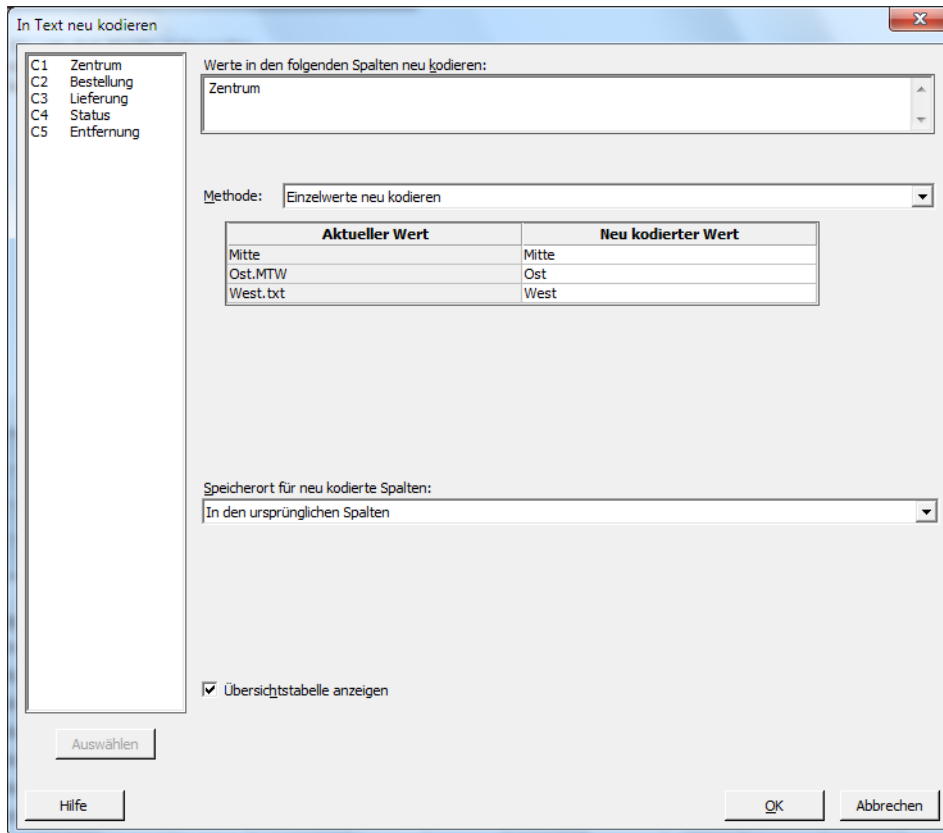 In Text neu kodieren
C1 Zentrum
C2 Bestellung
C3 Lieferung
C4 Status
C5 Entfernung
Werte in den folgenden Spalten neu kodieren:
Zentrum
Methode: Einzelwerte neu kodieren
Aktueller Wert Neu kodierter Wert
Mitte Mitte
Ost.MTW Ost
West.txt West
Speicherort für neu kodierte Spalten:
In den ursprünglichen Spalten
Übersichtstabelle anzeigen
Auswählen
Hilfe OK Abbrechen